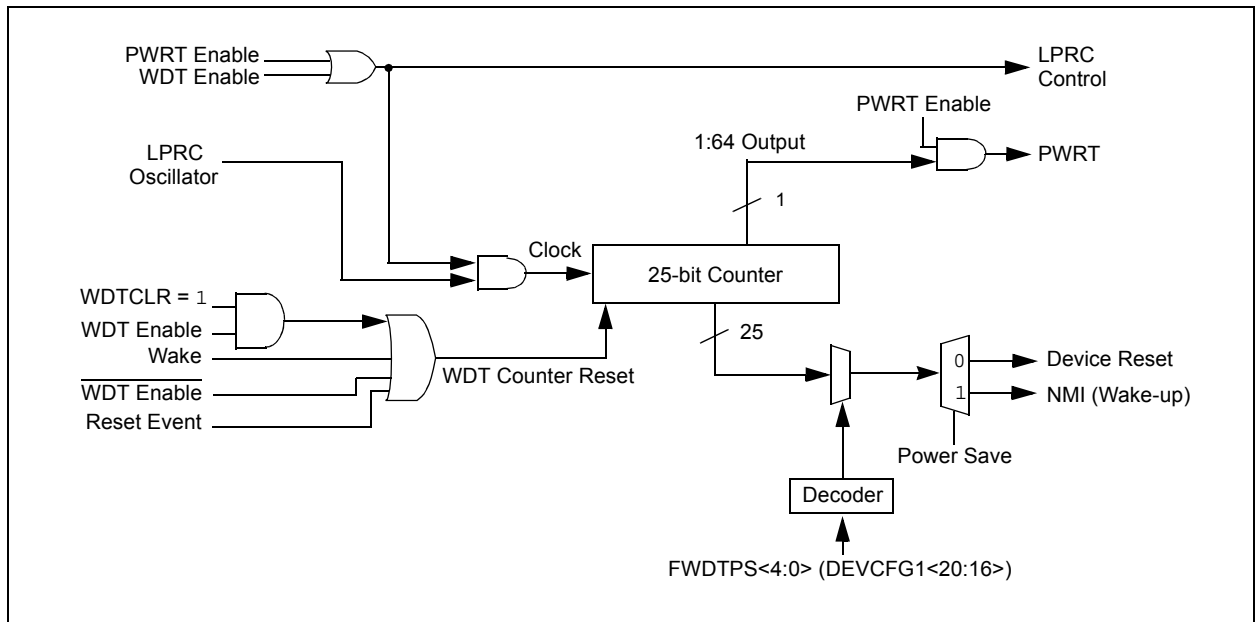 PWRT Enable
WDT Enable
LPRC
Control
PWRT Enable
1:64 Output
PWRT
LPRC
Oscillator
1
Clock
25-bit Counter
WDTCLR = 1
WDT Enable
Wake
WDT Enable
Reset Event
WDT Counter Reset
25
0
1
Device Reset
NMI (Wake-up)
Power Save
Decoder
FWDTPS<4:0> (DEVCFG1<20:16>)